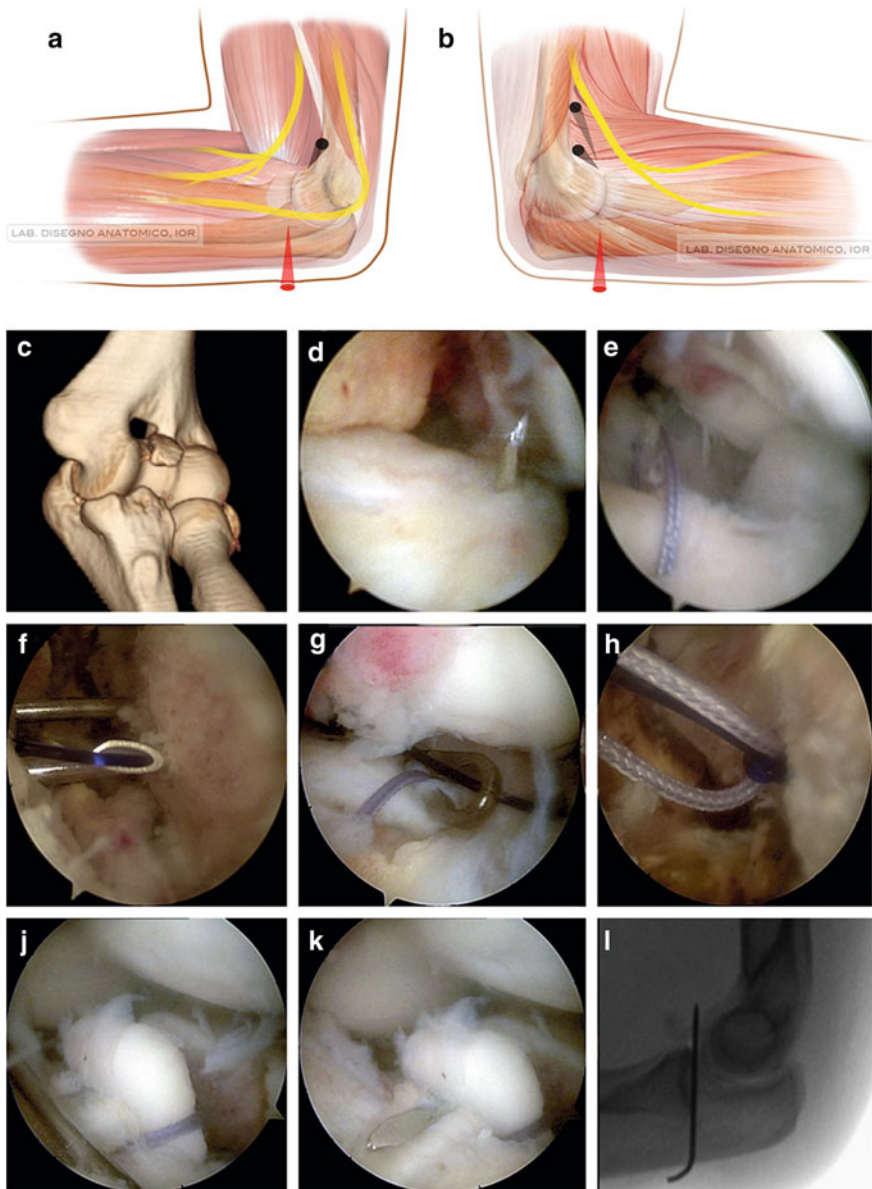 a
b
LAB. DISEGNO ANATOMICO, IOR
LAB. DISEGNO ANATOMICO, IOR
c
d
e
f
g
h
j
k
l